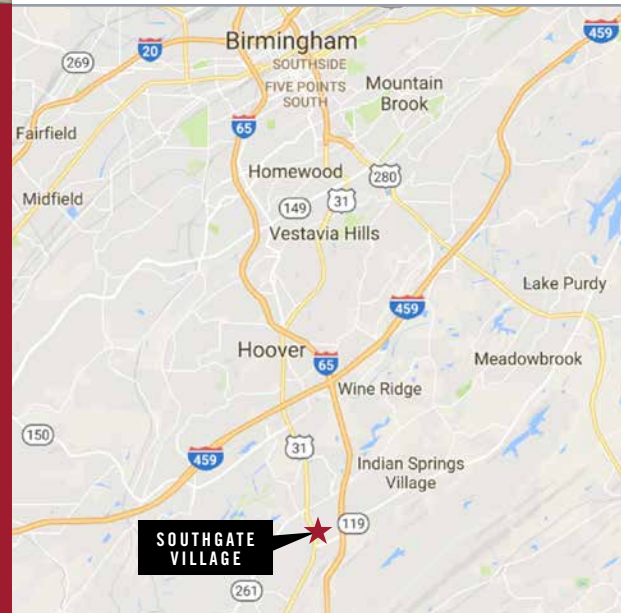 459
Birmingham
20
SOUTHSIDE
269
FIVE POINTS
SOUTH
Mountain
Brook
65
Fairfield
Homewood
280
Midfield
149
31
Vestavia Hills
Lake Purdy
459
Hoover
65
Meadowbrook
Wine Ridge
150
31
459
Indian Springs
Village
119
SOUTHGATE
VILLAGE
261